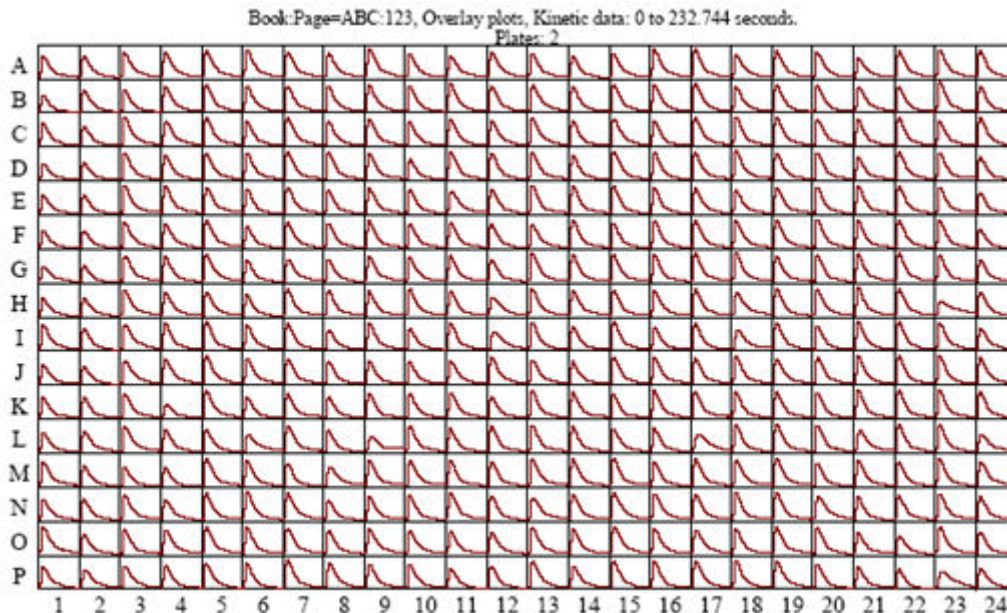 Book:Page=ABC:123, Overlay plots, Kinetic data: 0 to 232.744 seconds.
Plates: 2
A
B
C
D
E
F
G
H
I
J
K
L
M
N
O
P
1 2 3 4 5 6 7 8 9 10 11 12 13 14 15 16 17 18 19 20 21 22 23 24